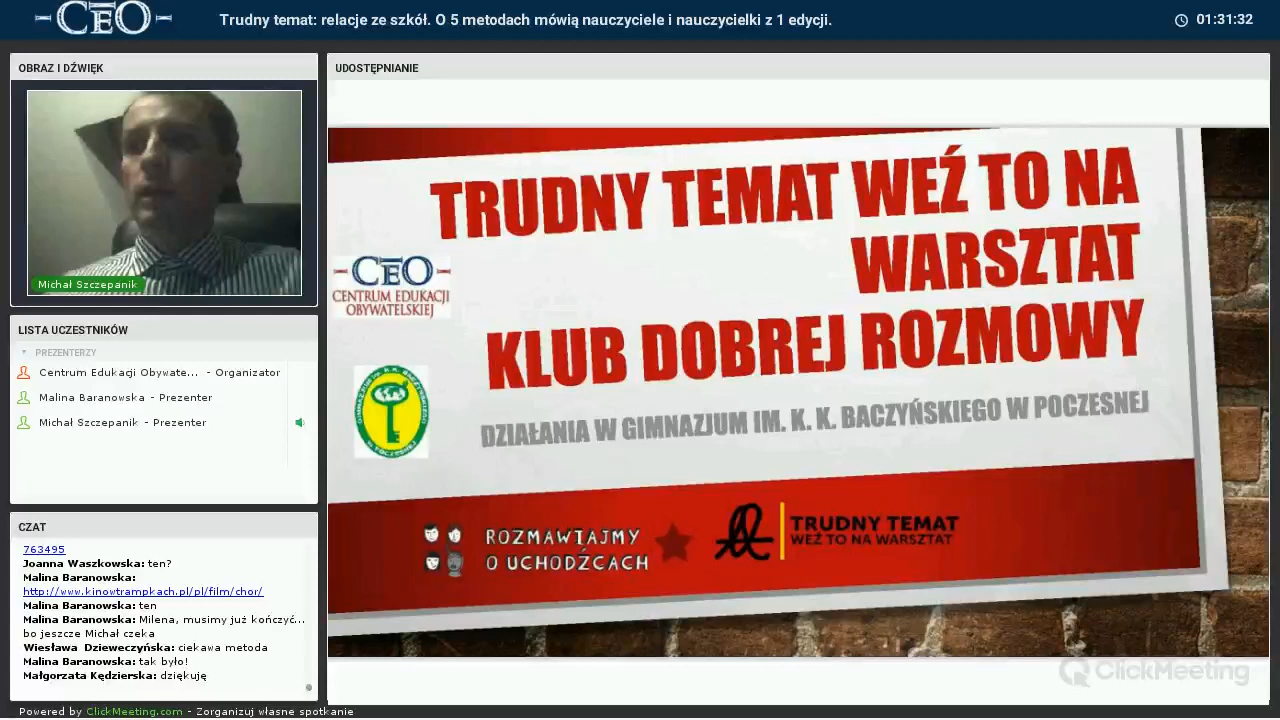 CEO
Trudny temat: relacje ze szkół. O 5 metodach mówią nauczyciele i nauczycielki z 1 edycji.
01:31:32
OBRAZ I DŹWIĘK
Michał Szczepanik
LISTA UCZESTNIKÓW
PREZENTERZY
Centrum Edukacji Obywate... - Organizator
Malina Baranowska - Prezenter
Michał Szczepanik - Prezenter
CZAT
763495
Joanna Waszkowska: ten?
Malina Baranowska:
http://www.kinowtrampkach.pl/pl/film/chor/
Malina Baranowska: ten
Malina Baranowska: Milena, musimy już kończyć...
bo jeszcze Michał czeka
Wiesława Dzieweczyńska: ciekawa metoda
Malina Baranowska: tak było!
Małgorzata Kędzierska: dziękuję
UDOSTĘPNIANIE
TRUDNY TEMAT WEŹ TO NA
WARSZTAT
KLUB DOBREJ ROZMOWY
CEO
CENTRUM EDUKACJI
OBYWATELSKIEJ
DZIAŁANIA W GIMNAZJUM IM. K. K. BACZYŃSKIEGO W POCZESNEJ
ROZMAWIAJMY
O UCHODŹCACH
TRUDNY TEMAT
WEŹ TO NA WARSZTAT
ClickMeeting
Powered by ClickMeeting.com - Zorganizuj własne spotkanie